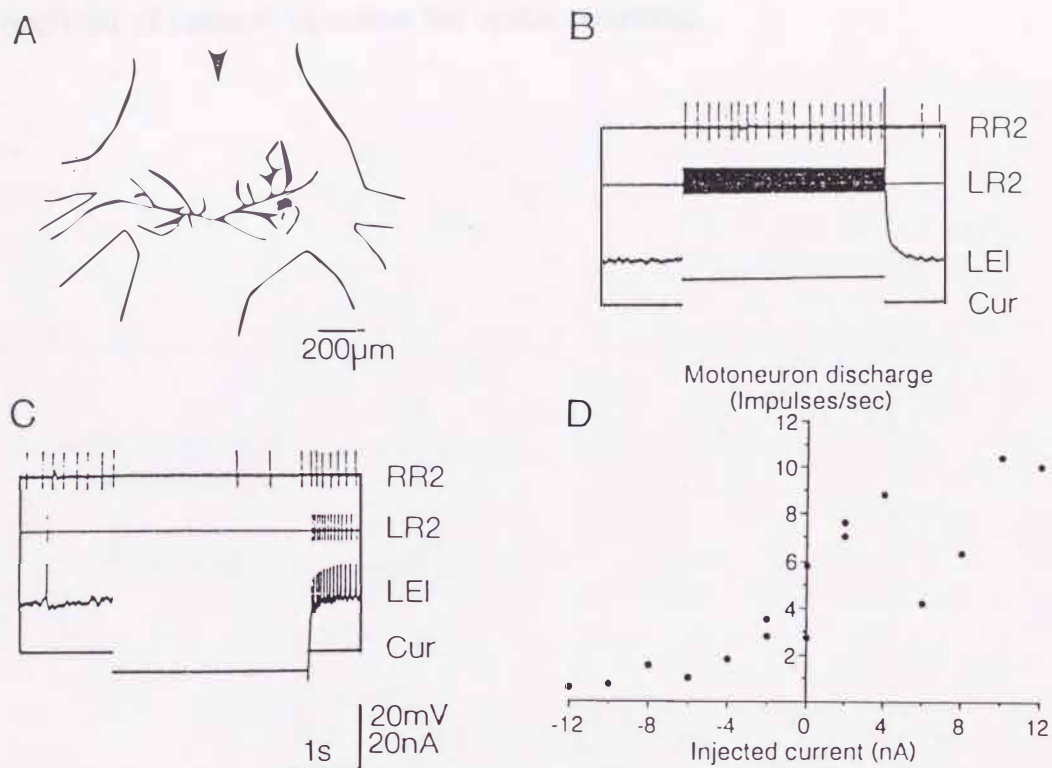 A
200µm
B
RR2
LR2
LEI
Cur
C
RR2
LR2
LEI
Cur
20mV
20nA
1s
D
Motoneuron discharge
(Impulses/sec)
12
10
8
6
4
2
-12 -8 -4 0 4 8 12
Injected current (nA)